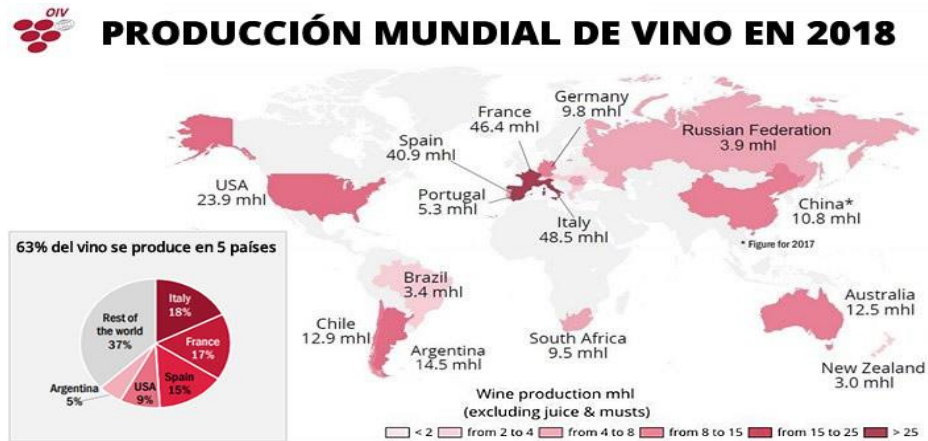 OIV
PRODUCCIÓN MUNDIAL DE VINO EN 2018
Germany
9.8 mhl
France
46.4 mhl
Russian Federation
3.9 mhl
Spain
40.9 mhl
USA
23.9 mhl
Portugal
5.3 mhl
China*
10.8 mhl
Italy
48.5 mhl
* Figure for 2017
63% del vino se produce en 5 países
Italy
18%
France
17%
Spain
15%
USA
9%
Argentina
5%
Rest of
the world
37%
Brazil
3.4 mhl
Chile
12.9 mhl
Argentina
14.5 mhl
South Africa
9.5 mhl
Australia
12.5 mhl
New Zealand
3.0 mhl
Wine production mhl
(excluding juice & musts)
< 2 from 2 to 4 from 4 to 8 from 8 to 15 from 15 to 25 > 25